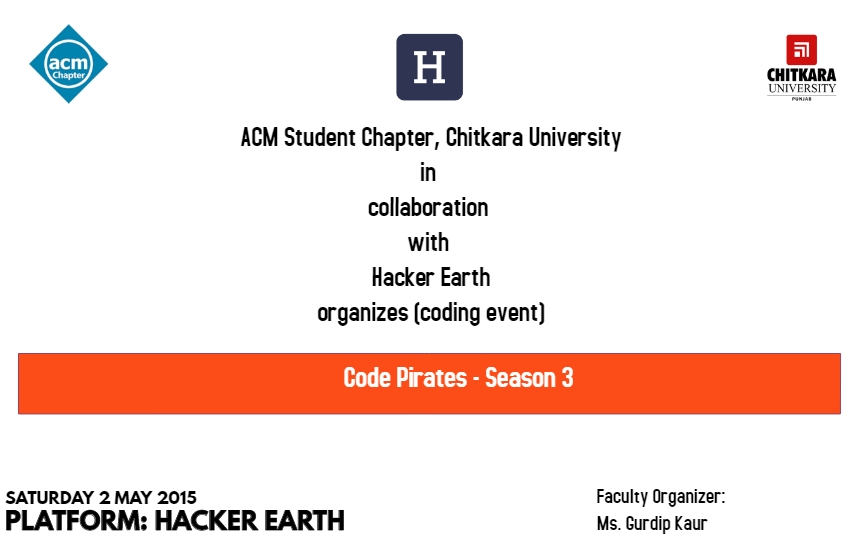 acm
Chapter
H
CHITKARA
UNIVERSITY
PUNJAB
ACM Student Chapter, Chitkara University
in
collaboration
with
Hacker Earth
organizes (coding event)
Code Pirates - Season 3
SATURDAY 2 MAY 2015
PLATFORM: HACKER EARTH
Faculty Organizer:
Ms. Gurdip Kaur